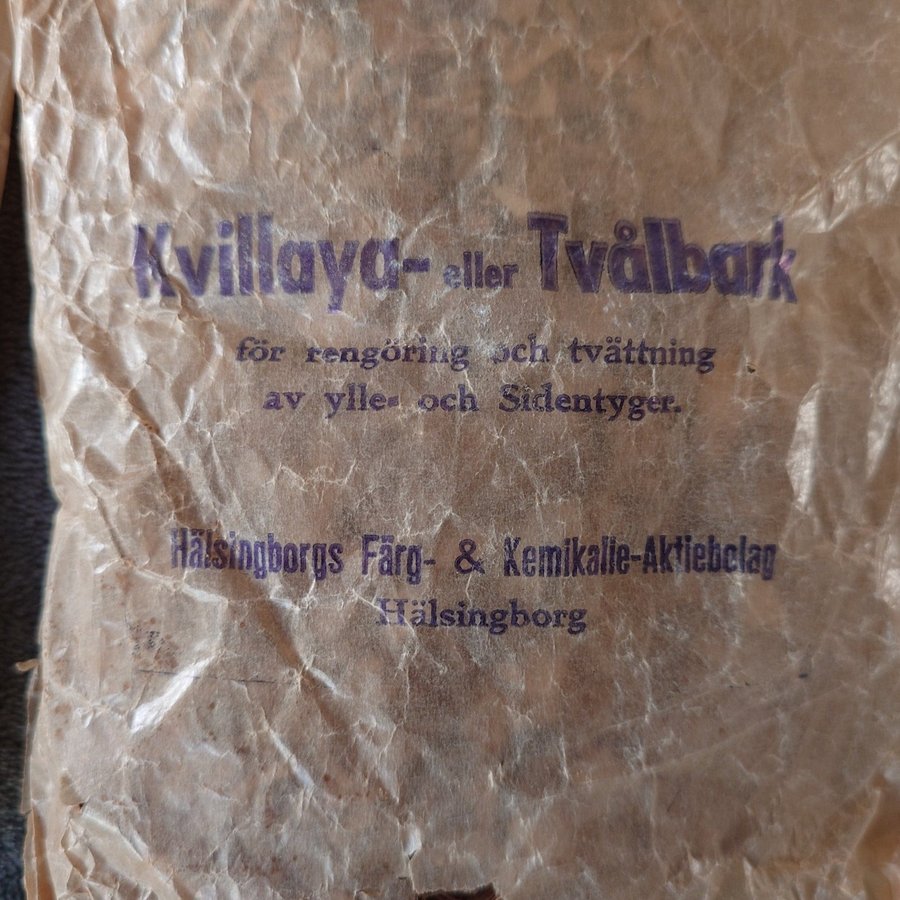 Kvillaya- eller Tvålbark
för rengöring och tvättning
av ylle- och Sidentyger.
Hälsingborgs Färg- & Kemikalie-Aktiebolag
Hälsingborg